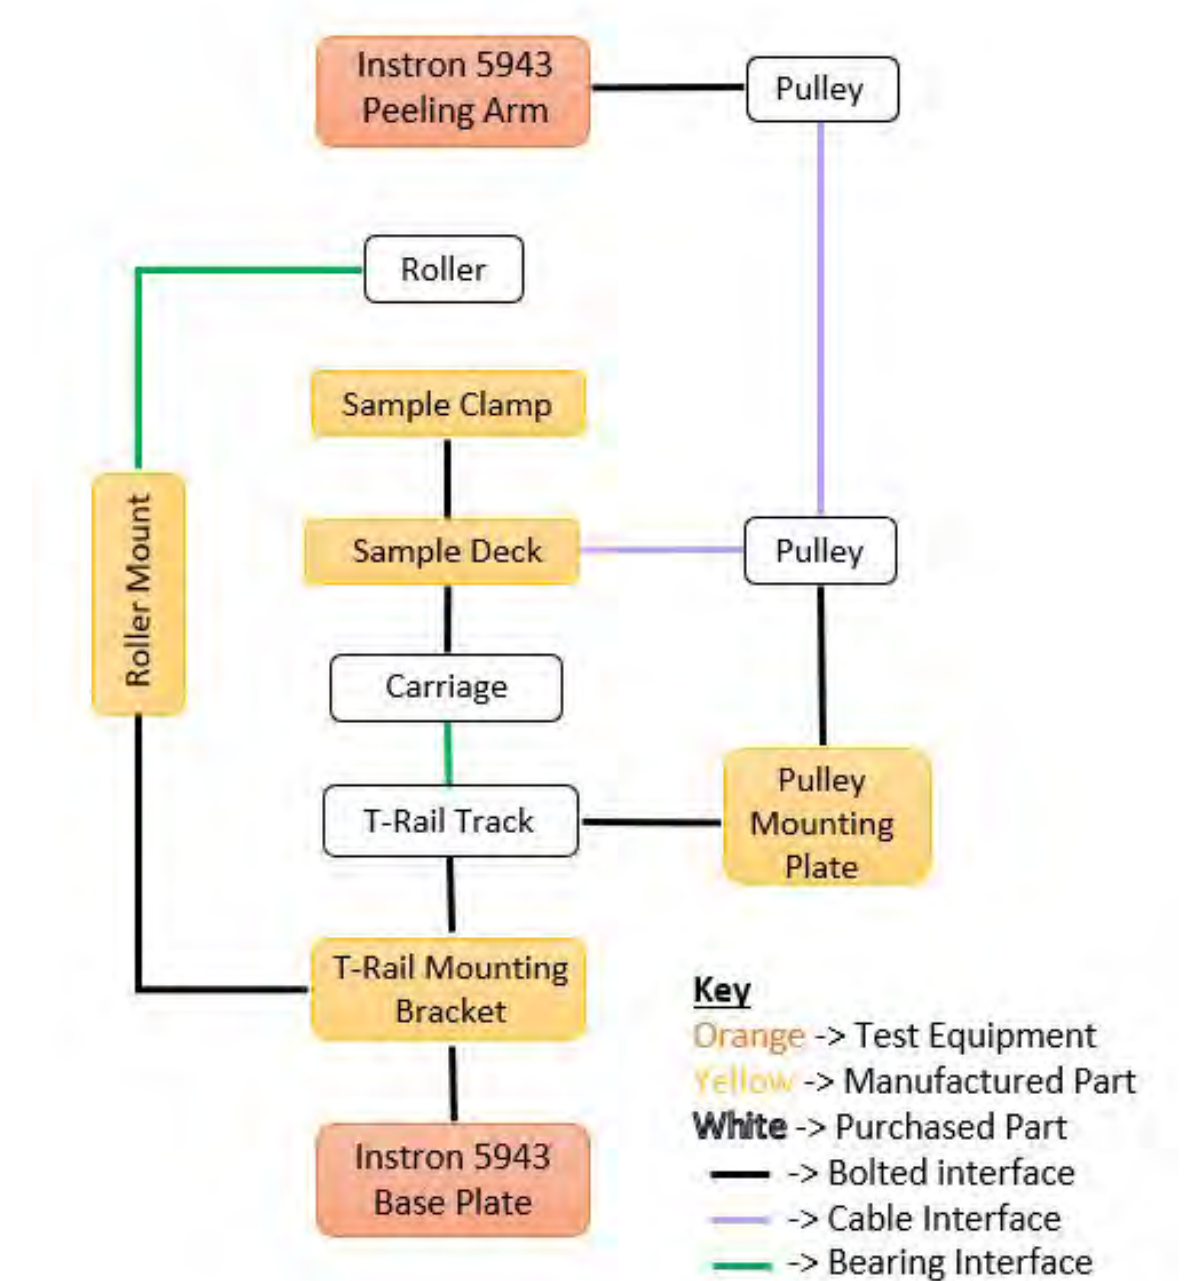 Instron 5943
Peeling Arm
Pulley
Roller
Sample Clamp
Roller Mount
Sample Deck
Pulley
Carriage
T-Rail Track
Pulley
Mounting
Plate
T-Rail Mounting
Bracket
Instron 5943
Base Plate
Key
Orange -> Test Equipment
Yellow -> Manufactured Part
White -> Purchased Part
-> Bolted interface
-> Cable Interface
-> Bearing Interface